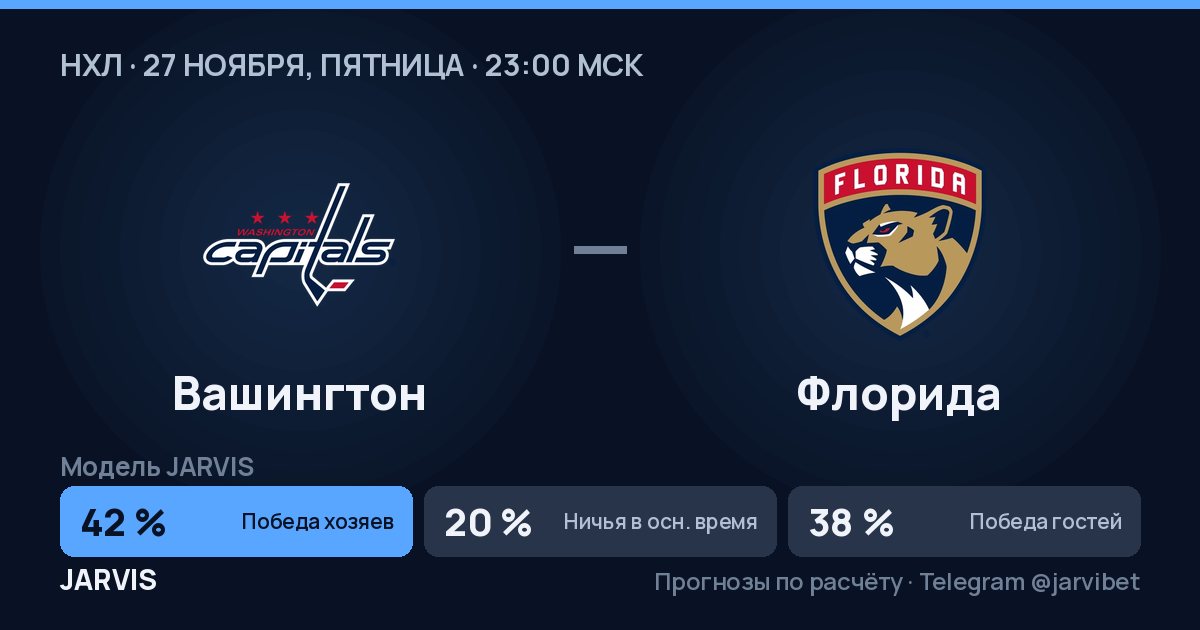 НХЛ · 27 НОЯБРЯ, ПЯТНИЦА · 23:00 МСК
WASHINGTON
capitals
FLORIDA
—
Вашингтон
Флорида
Модель JARVIS
42 % Победа хозяев
20 % Ничья в осн. время
38 % Победа гостей
JARVIS
Прогнозы по расчёту · Telegram @jarvibet